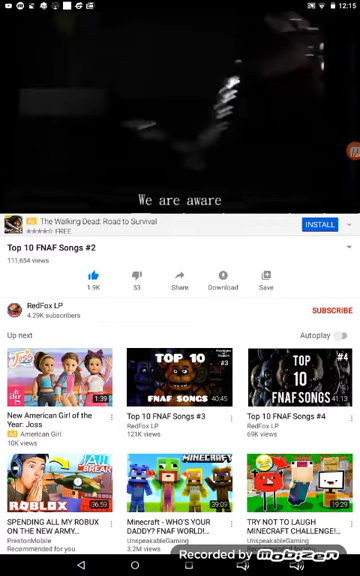 12:15
We are aware
Ad The Walking Dead: Road to Survival
FREE
INSTALL
Top 10 FNAF Songs #2
111,654 views
1.9K 53 Share Download Save
RedFox LP
4.29K subscribers
SUBSCRIBE
Up next
Autoplay
1:39
TOP 10
#3
FNAF SONGS
40:45
#4
TOP
10
FNAF SONGS
41:13
New American Girl of the
Year: Joss
Ad American Girl
10K views
Top 10 FNAF Songs #3
RedFox LP
121K views
Top 10 FNAF Songs #4
RedFox LP
69K views
JAIL
BREAK
ROBLOX
36:59
MINECRAFT
39:09
19:29
SPENDING ALL MY ROBUX
ON THE NEW ARMY...
PrestonMobile
Recommended for you
Minecraft - WHO'S YOUR
DADDY? FNAF WORLD!
UnspeakableGaming
3.2M views
TRY NOT TO LAUGH
MINECRAFT CHALLENGE!
UnspeakableGaming
Recorded by mobizen